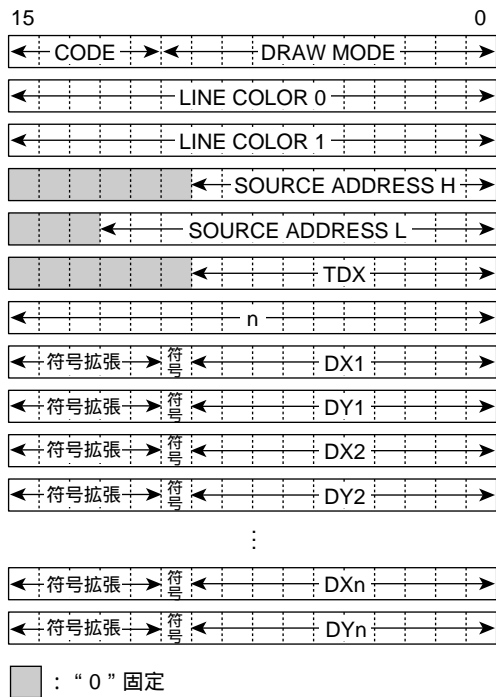 15 0
CODE DRAW MODE
LINE COLOR 0
LINE COLOR 1
SOURCE ADDRESS H
SOURCE ADDRESS L
TDX
n
符号拡張 符号 DX1
符号拡張 符号 DY1
符号拡張 符号 DX2
符号拡張 符号 DY2
⋮
符号拡張 符号 DXn
符号拡張 符号 DYn
: “ 0 ” 固定